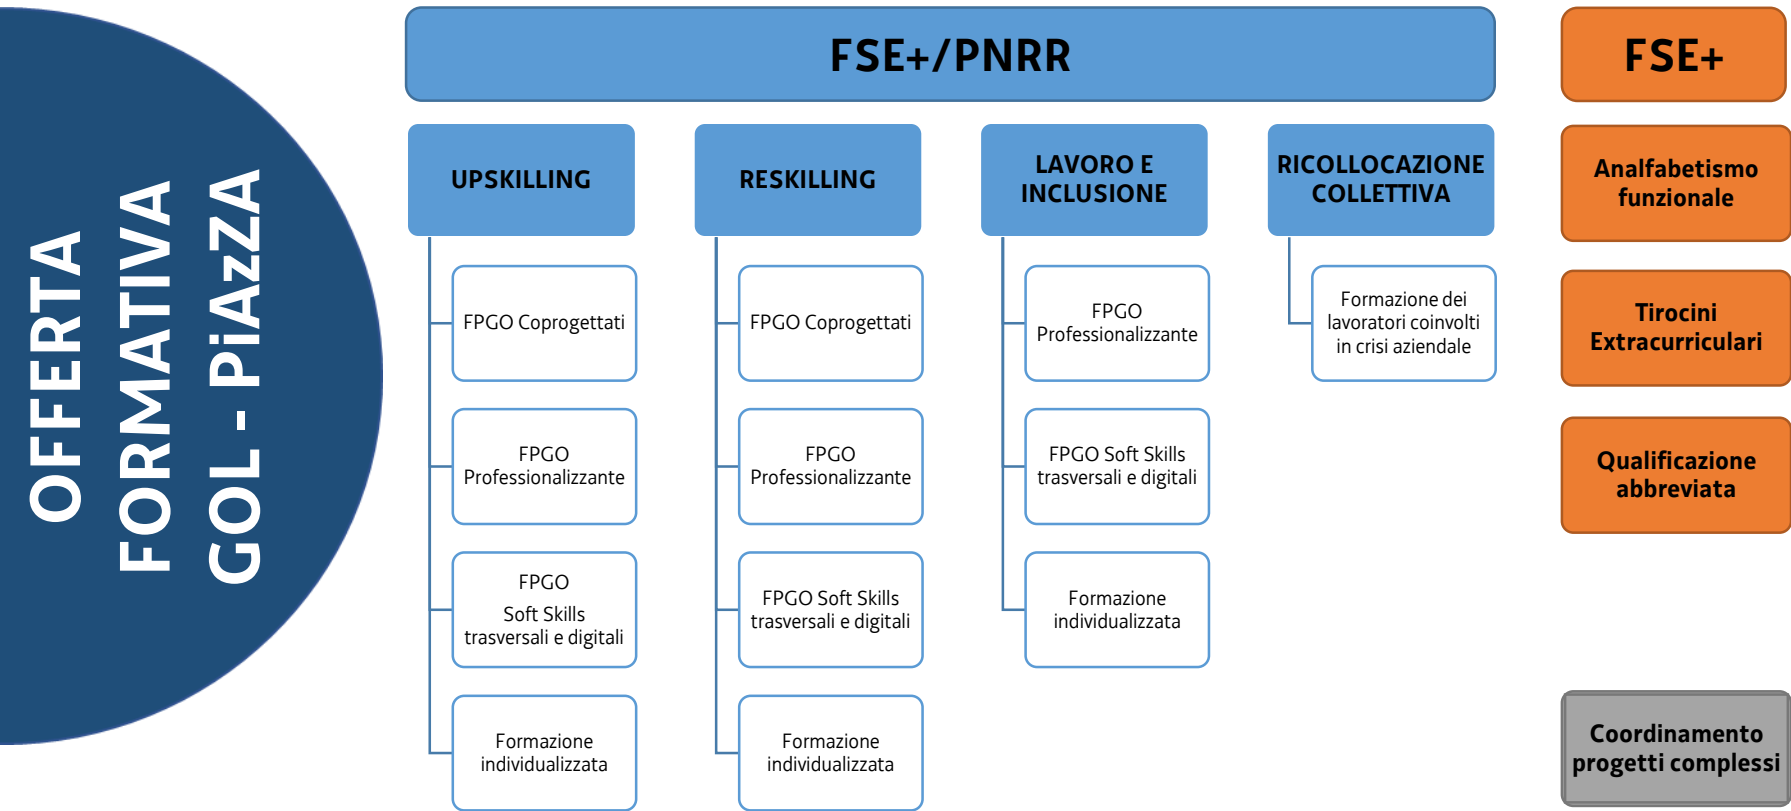 OFFERTA
FORMATIVA
GOL - PiAzZA
FSE+/PNRR
UPSKILLING
FPGO Coprogettati
FPGO
Professionalizzante
FPGO
Soft Skills
trasversali e digitali
Formazione
individualizzata
RESKILLING
FPGO Coprogettati
FPGO
Professionalizzante
FPGO Soft Skills
trasversali e digitali
Formazione
individualizzata
LAVORO E
INCLUSIONE
FPGO
Professionalizzante
FPGO Soft Skills
trasversali e digitali
Formazione
individualizzata
RICOLLOCAZIONE
COLLETTIVA
Formazione dei
lavoratori coinvolti
in crisi aziendale
FSE+
Analfabetismo
funzionale
Tirocini
Extracurriculari
Qualificazione
abbreviata
Coordinamento
progetti complessi